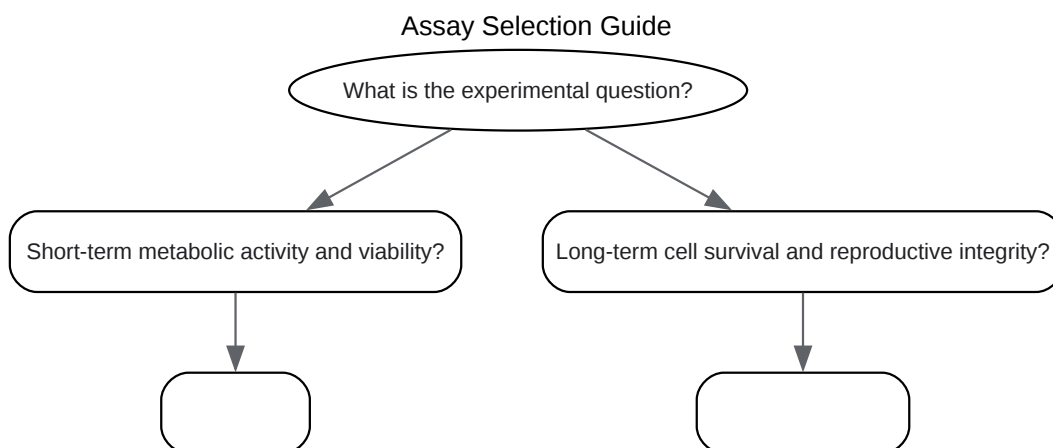 Assay Selection Guide
What is the experimental question?
Short-term metabolic activity and viability?
Long-term cell survival and reproductive integrity?